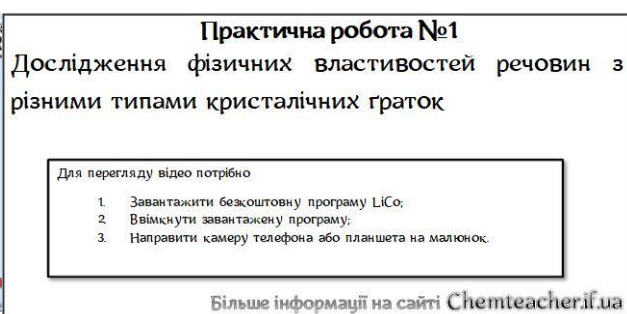 Практична робота №1
Дослідження фізичних властивостей речовин з
різними типами кристалічних ґраток
Для перегляду відео потрібно
1. Завантажити безкоштовну програму LiCo;
2. Ввімкнути завантажену програму;
3. Направити камеру телефона або планшета на малюнок.
Більше інформації на сайті Chemteacher.if.ua